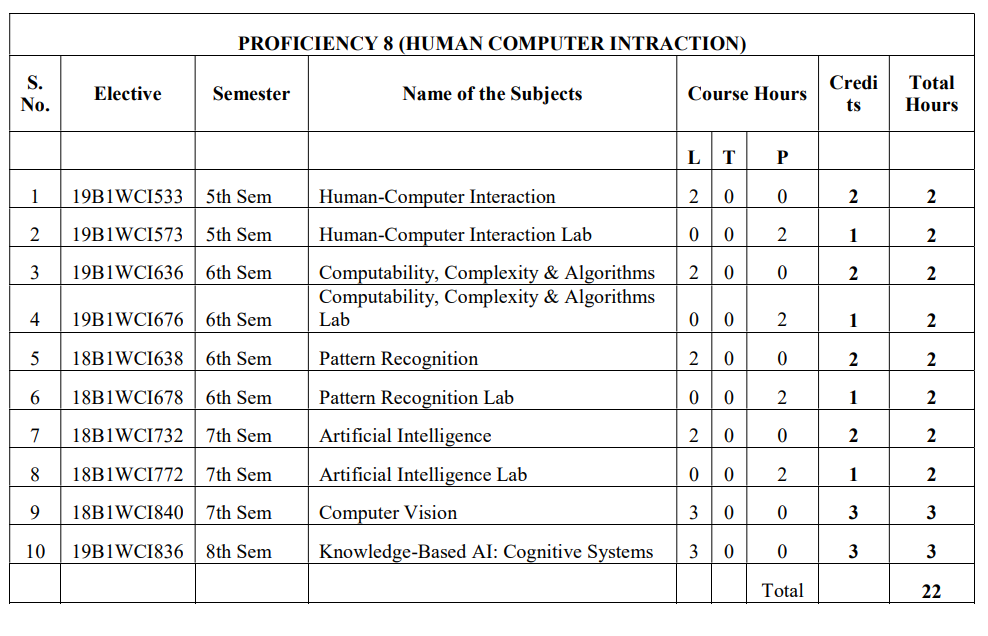 PROFICIENCY 8 (HUMAN COMPUTER INTRACTION)
S. No. Elective Semester Name of the Subjects Course Hours Credi ts Total Hours
L T P
1 19B1WCI533 5th Sem Human-Computer Interaction 2 0 0 2 2
2 19B1WCI573 5th Sem Human-Computer Interaction Lab 0 0 2 1 2
3 19B1WCI636 6th Sem Computability, Complexity & Algorithms 2 0 0 2 2
4 19B1WCI676 6th Sem Computability, Complexity & Algorithms Lab 0 0 2 1 2
5 18B1WCI638 6th Sem Pattern Recognition 2 0 0 2 2
6 18B1WCI678 6th Sem Pattern Recognition Lab 0 0 2 1 2
7 18B1WCI732 7th Sem Artificial Intelligence 2 0 0 2 2
8 18B1WCI772 7th Sem Artificial Intelligence Lab 0 0 2 1 2
9 18B1WCI840 7th Sem Computer Vision 3 0 0 3 3
10 19B1WCI836 8th Sem Knowledge-Based AI: Cognitive Systems 3 0 0 3 3
Total 22